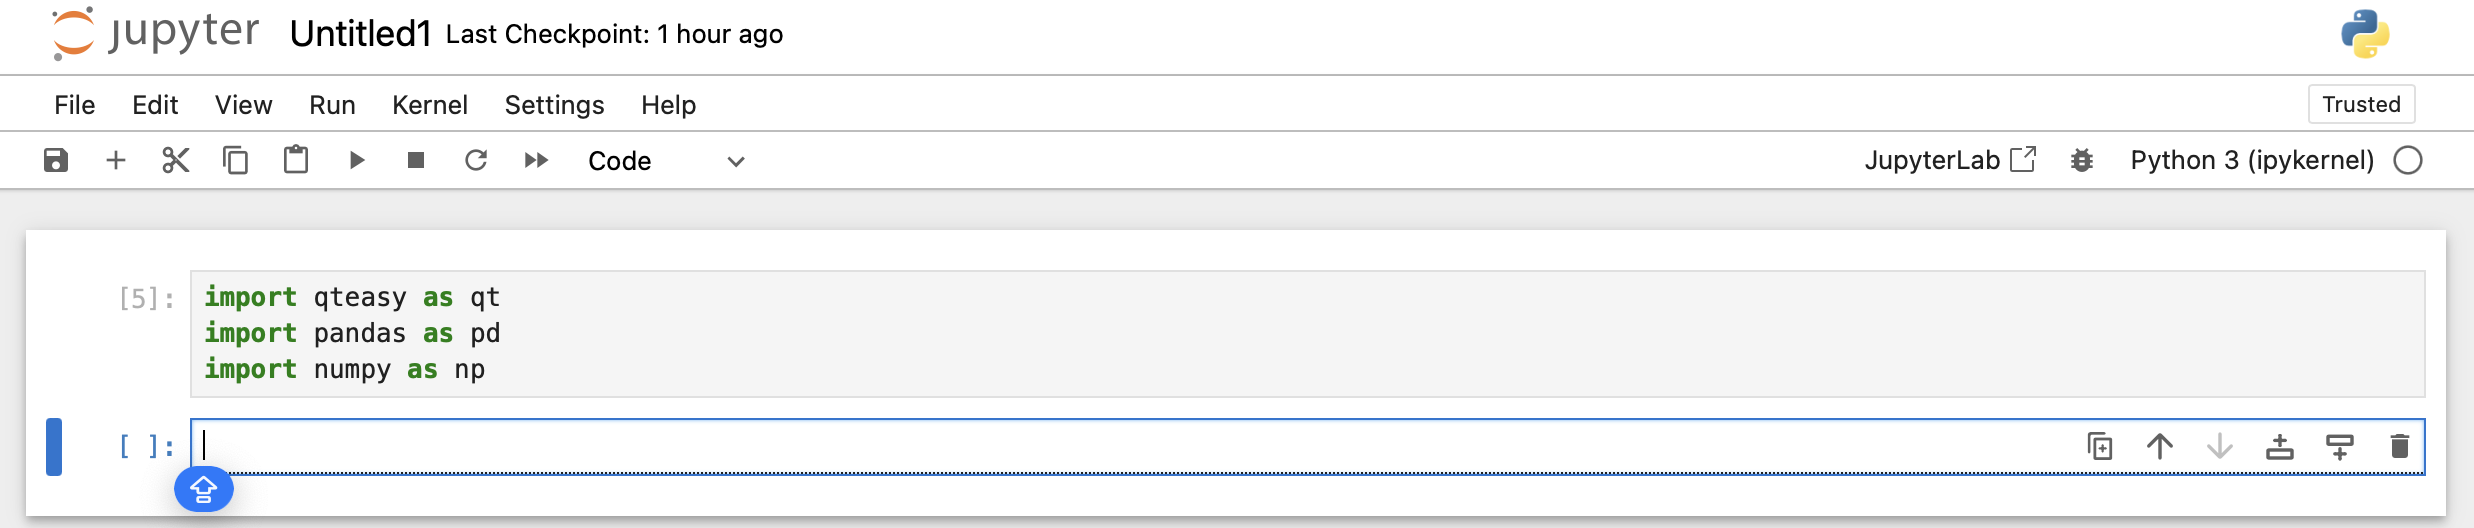 jupyter Untitled1 Last Checkpoint: 1 hour ago
File Edit View Run Kernel Settings Help Trusted
Code JupyterLab Python 3 (ipykernel)
[5]: import qteasy as qt
import pandas as pd
import numpy as np
[ ]: